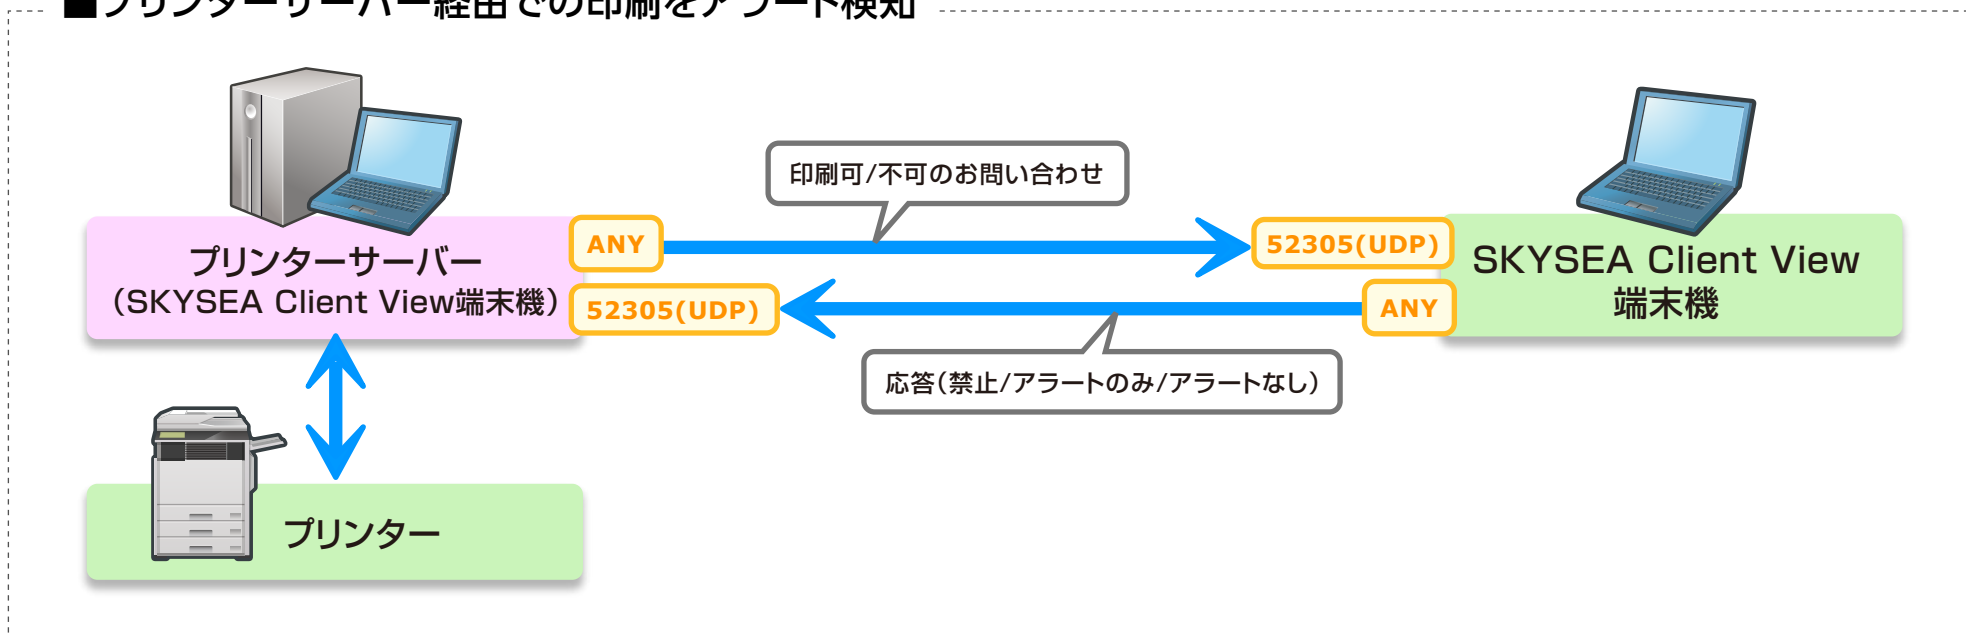 ■プリンターサーバー経由での印刷をアラート検知
印刷可/不可のお問い合わせ
ANY
52305(UDP)
プリンターサーバー
(SKYSEA Client View端末機)
SKYSEA Client View
端末機
52305(UDP)
ANY
応答(禁止/アラートのみ/アラートなし)
プリンター